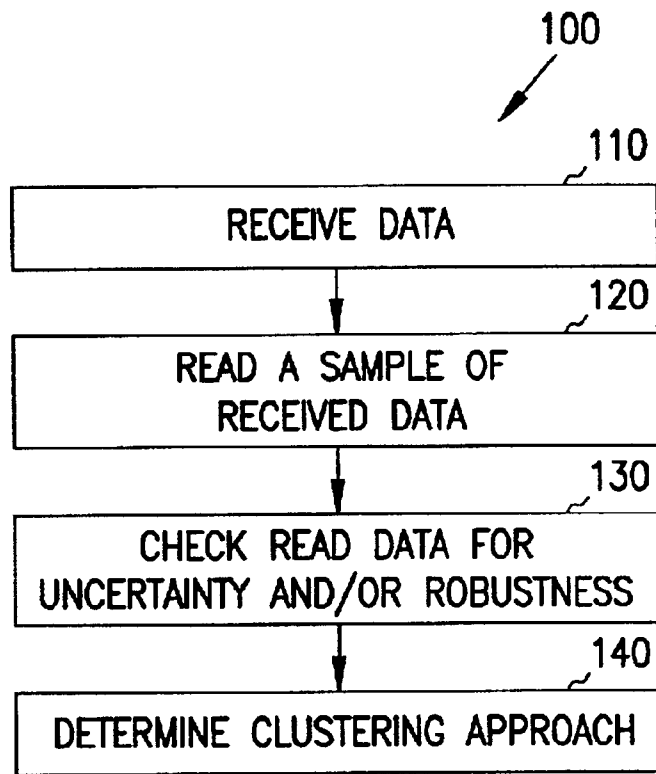 100
110
RECEIVE DATA
120
READ A SAMPLE OF
RECEIVED DATA
130
CHECK READ DATA FOR
UNCERTAINTY AND/OR ROBUSTNESS
140
DETERMINE CLUSTERING APPROACH